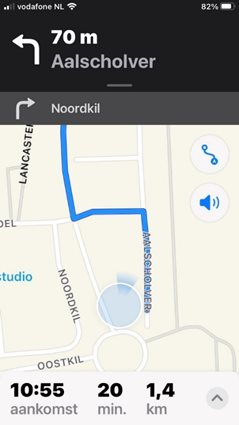 vodafone NL
82%
70 m
Aalscholver
Noordkil
LANCASTER
AALSCHOLVER
DEL
studio
NOORDKIL
OOSTKIL
10:55 20 1,4
aankomst min. km